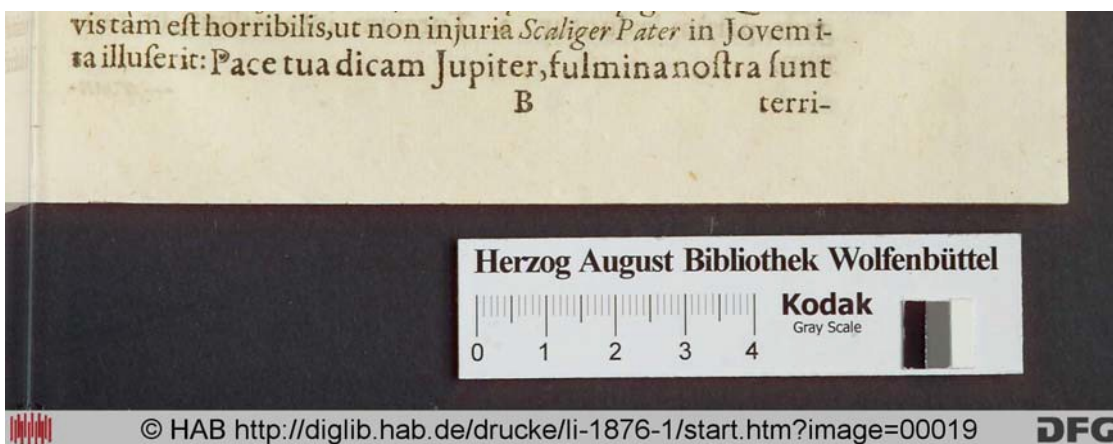 vis tàm eſt horribilis, ut non injuriâ Scaliger Pater in Jovem i-
ta illuſerit: Pace tua dicam Jupiter, fulmina noſtra ſunt
B terri-
Herzog August Bibliothek Wolfenbüttel
Kodak
Gray Scale
0 1 2 3 4
© HAB http://diglib.hab.de/drucke/li-1876-1/start.htm?image=00019 DFG